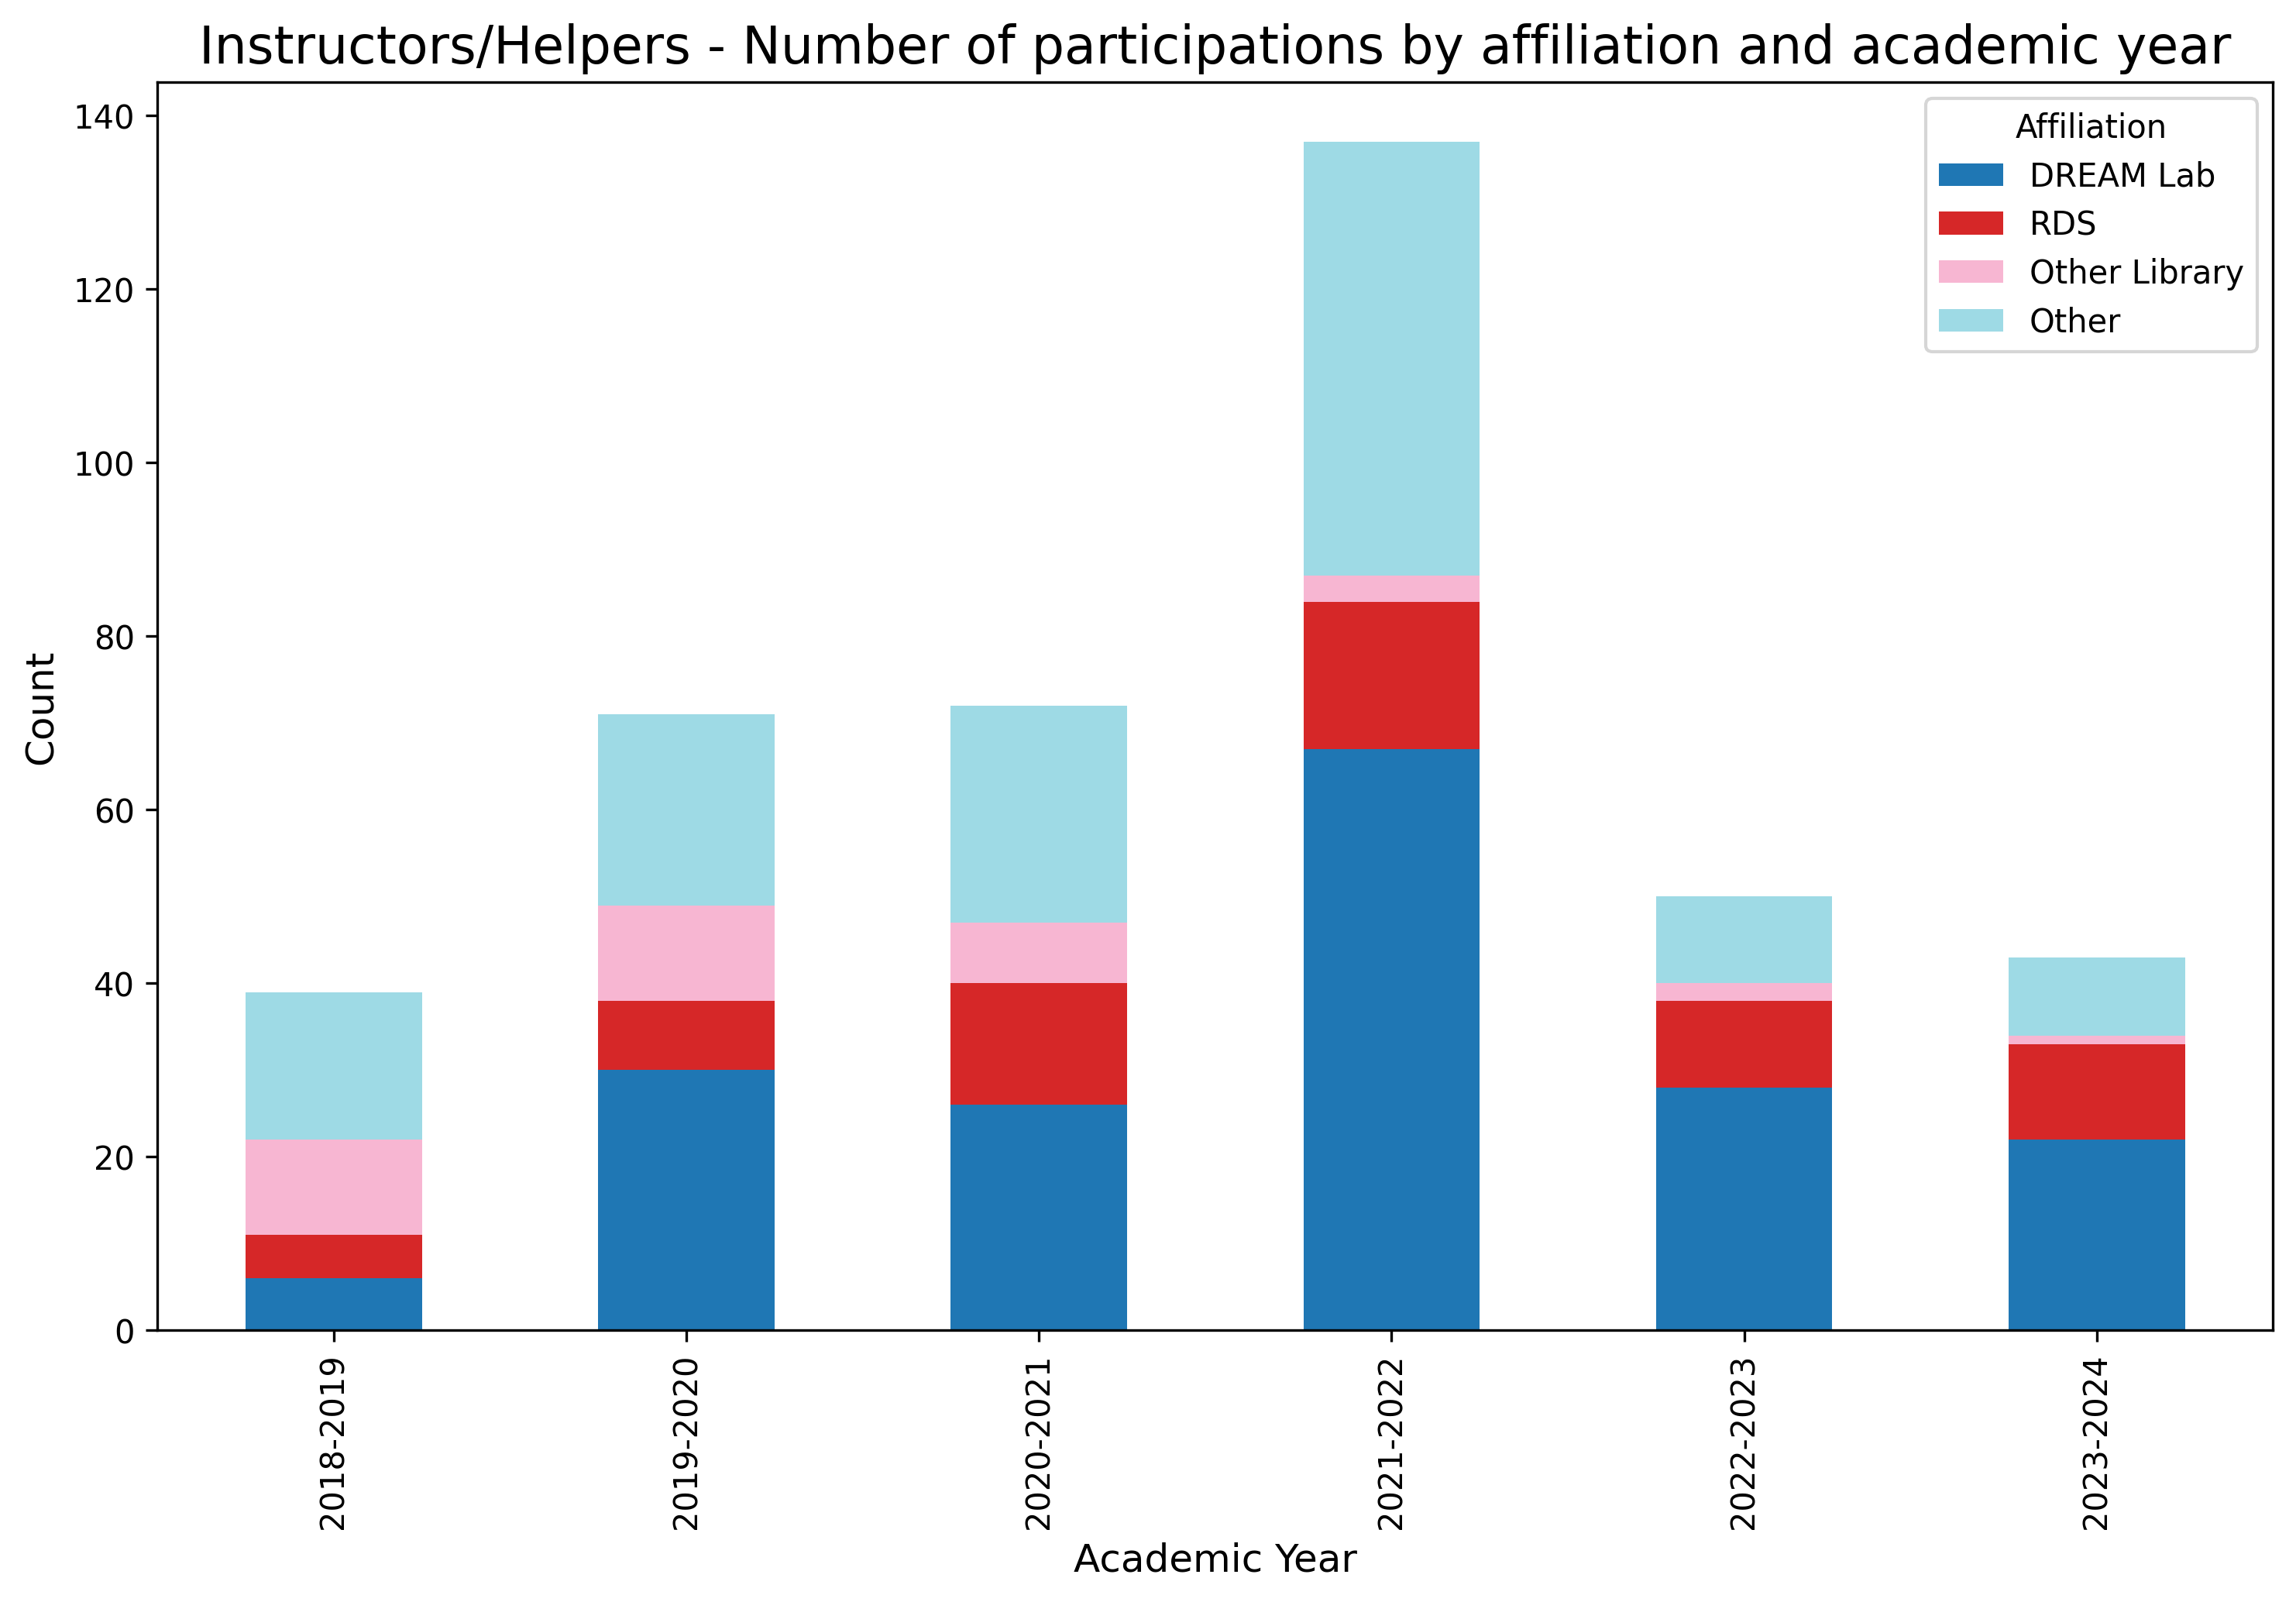 Instructors/Helpers - Number of participations by affiliation and academic year
Affiliation
DREAM Lab
RDS
Other Library
Other
Count
140
120
100
80
60
40
20
0
2018-2019
2019-2020
2020-2021
2021-2022
2022-2023
2023-2024
Academic Year